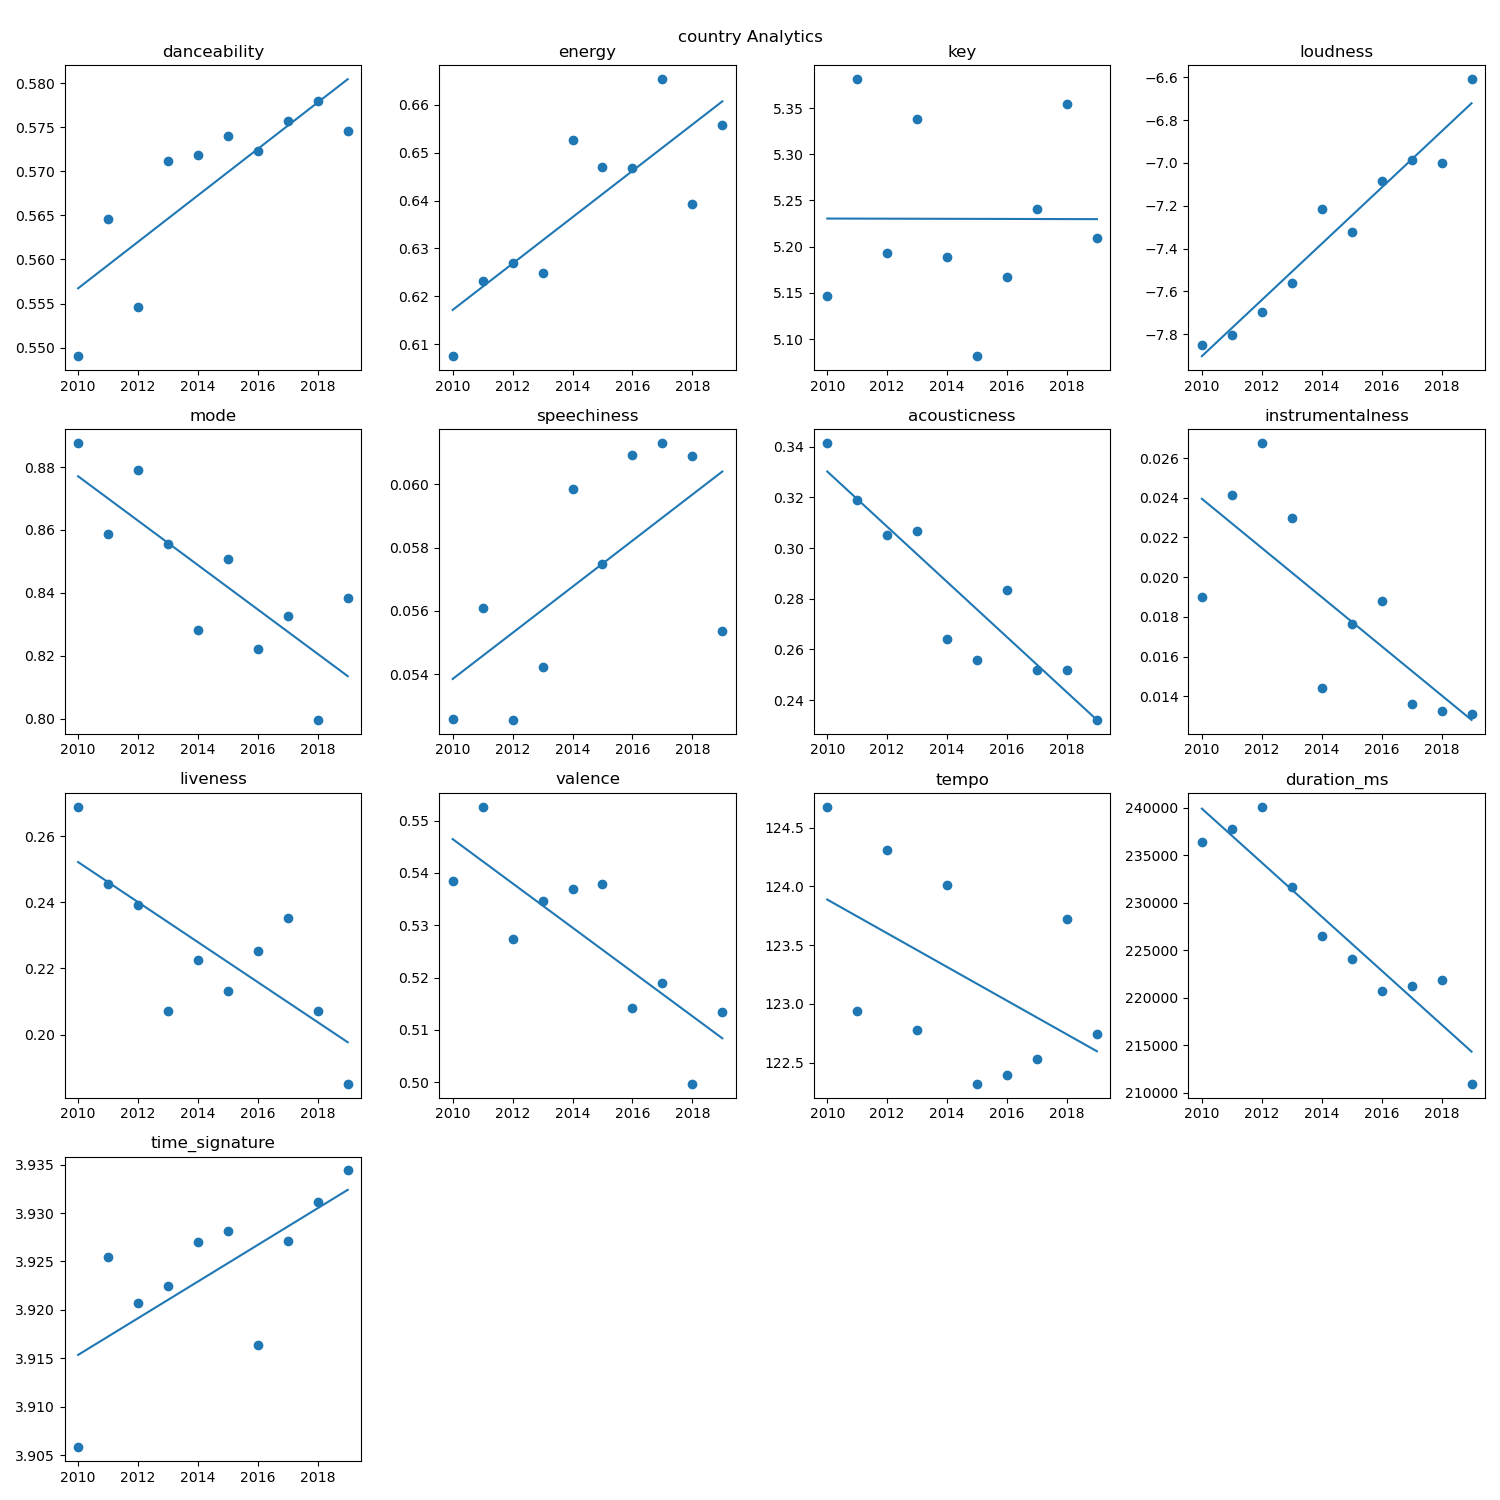 country Analytics
danceability energy key loudness
0.580 0.575 0.570 0.565 0.560 0.555 0.550
0.66 0.65 0.64 0.63 0.62 0.61
5.35 5.30 5.25 5.20 5.15 5.10
−6.6 −6.8 −7.0 −7.2 −7.4 −7.6 −7.8
2010 2012 2014 2016 2018 2010 2012 2014 2016 2018 2010 2012 2014 2016 2018 2010 2012 2014 2016 2018
mode speechiness acousticness instrumentalness
0.88 0.86 0.84 0.82 0.80
0.060 0.058 0.056 0.054
0.34 0.32 0.30 0.28 0.26 0.24
0.026 0.024 0.022 0.020 0.018 0.016 0.014
2010 2012 2014 2016 2018 2010 2012 2014 2016 2018 2010 2012 2014 2016 2018 2010 2012 2014 2016 2018
liveness valence tempo duration_ms
0.26 0.24 0.22 0.20
0.55 0.54 0.53 0.52 0.51 0.50
124.5 124.0 123.5 123.0 122.5
240000 235000 230000 225000 220000 215000 210000
2010 2012 2014 2016 2018 2010 2012 2014 2016 2018 2010 2012 2014 2016 2018 2010 2012 2014 2016 2018
time_signature
3.935 3.930 3.925 3.920 3.915 3.910 3.905
2010 2012 2014 2016 2018